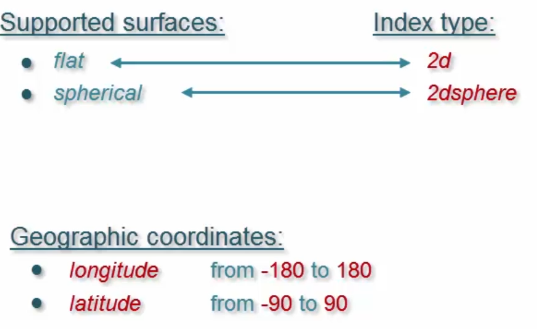 Supported surfaces: Index type:
• flat 2d
• spherical 2dsphere
Geographic coordinates:
• longitude from -180 to 180
• latitude from -90 to 90